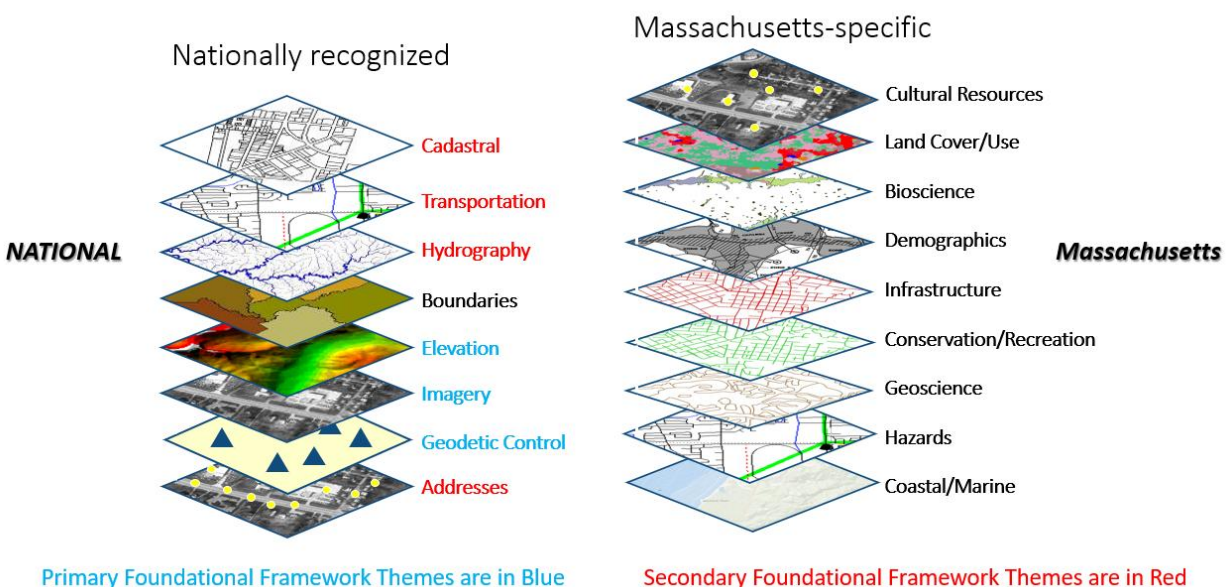 Nationally recognized
Cadastral
Transportation
NATIONAL
Hydrography
Boundaries
Elevation
Imagery
Geodetic Control
Addresses
Massachusetts-specific
Cultural Resources
Land Cover/Use
Bioscience
Demographics
Massachusetts
Infrastructure
Conservation/Recreation
Geoscience
Hazards
Coastal/Marine
Primary Foundational Framework Themes are in Blue
Secondary Foundational Framework Themes are in Red